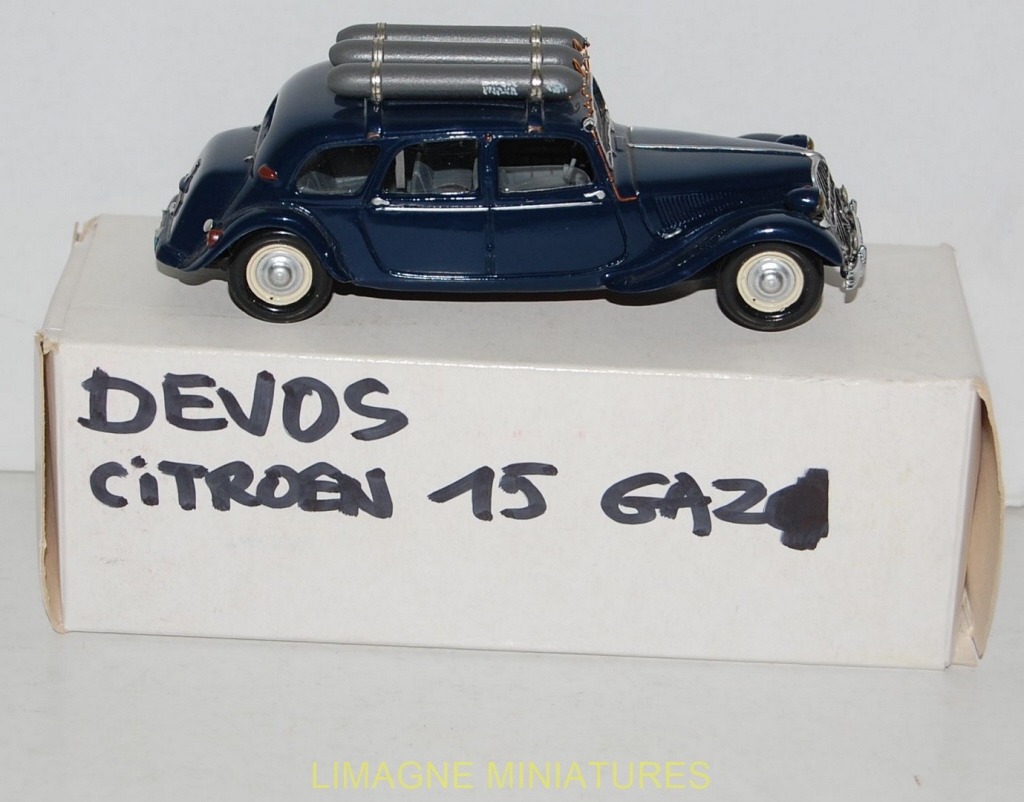 DEVOS
CiTROEN 15 GAZ
LIMAGNE MINIATURES